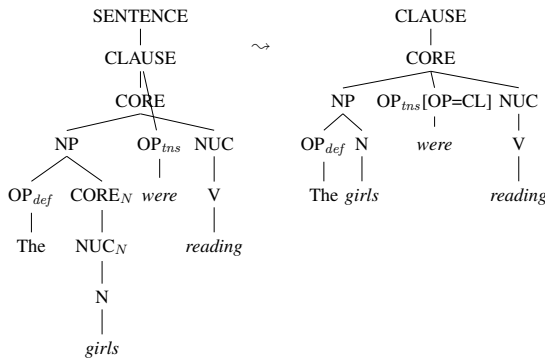 SENTENCE CLAUSE
CLAUSE ⤳ CORE
CORE NP OP_tns[OP=CL] NUC
NP OP_tns NUC OP_def N were V
OP_def CORE_N were V The girls reading
The NUC_N reading
N
girls